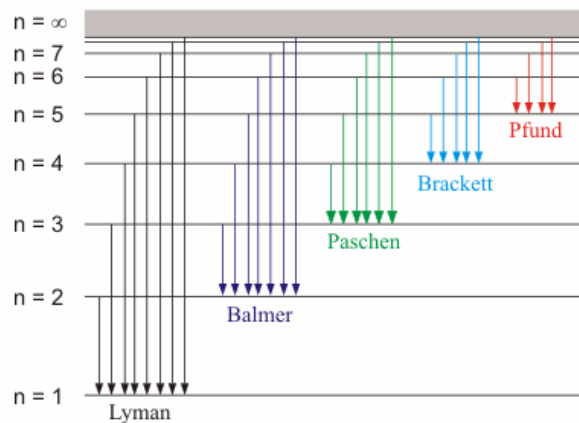 n = ∞
n = 7
n = 6
n = 5
Pfund
n = 4
Brackett
n = 3
Paschen
n = 2
Balmer
n = 1
Lyman